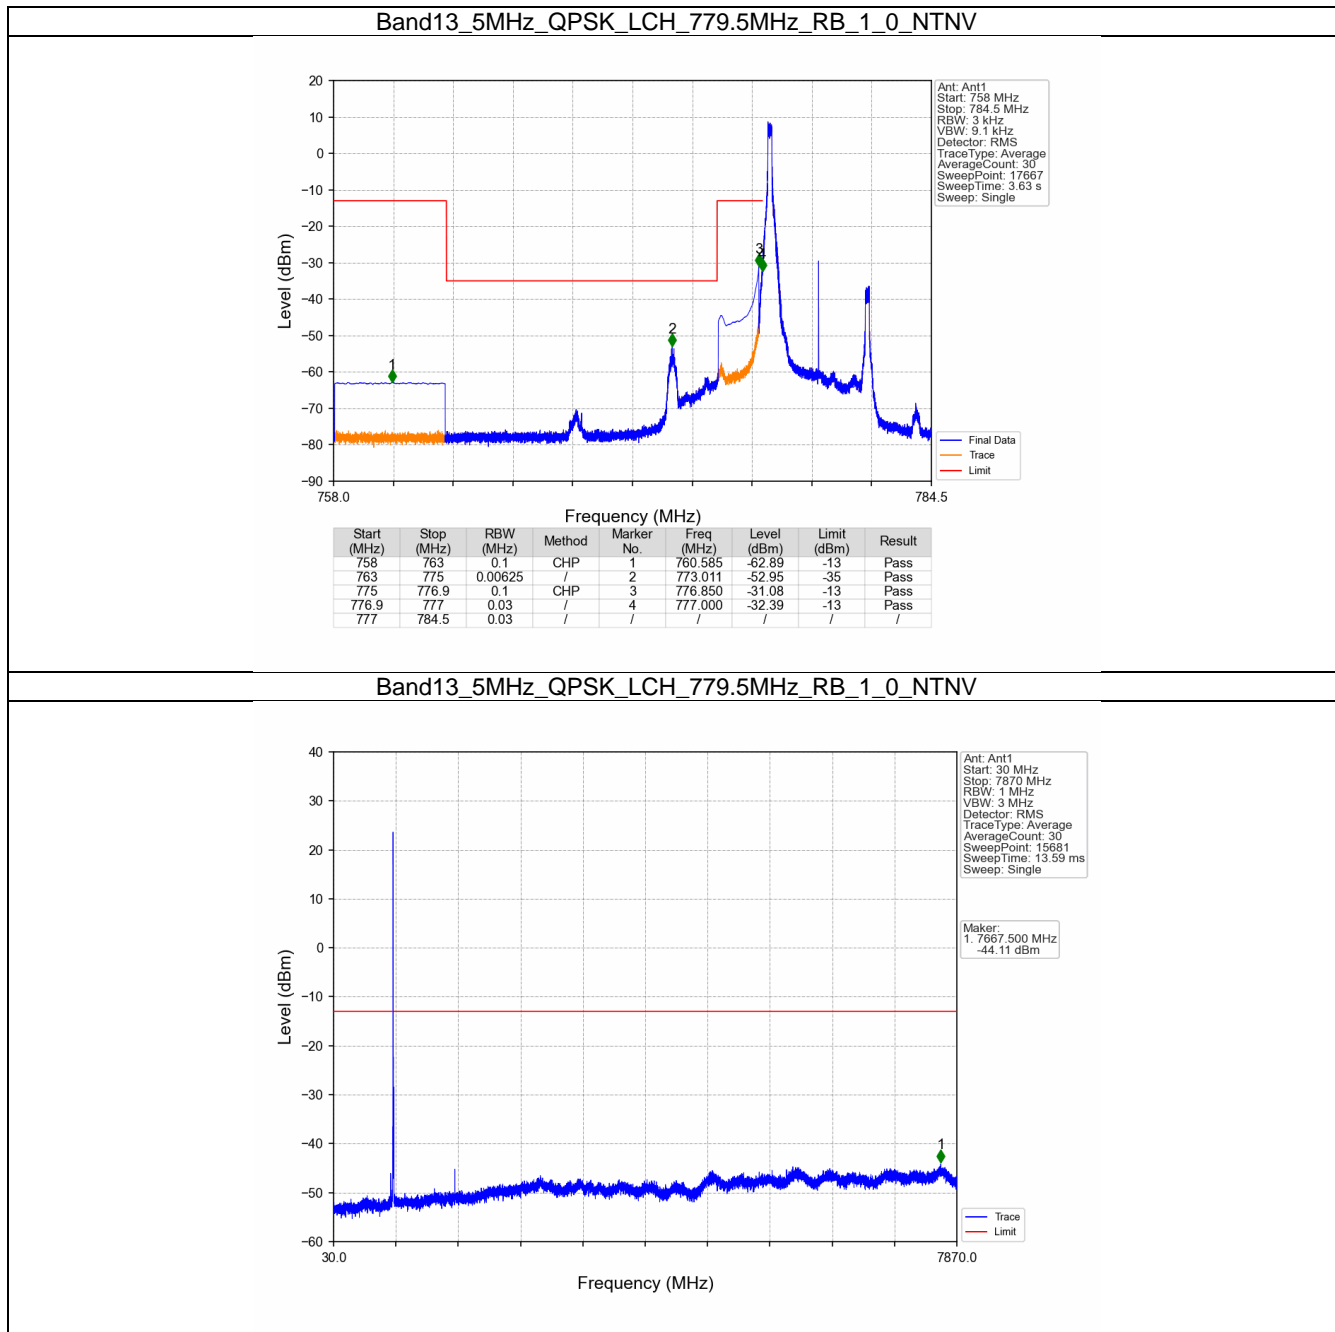 Band13_5MHz_QPSK_LCH_779.5MHz_RB_1_0_NTNV
20
10
0
−10
−20
−30
−40
−50
−60
−70
−80
−90
Level (dBm)
1
2
3
4
758.0
784.5
Frequency (MHz)
Ant: Ant1
Start: 758 MHz
Stop: 784.5 MHz
RBW: 3 kHz
VBW: 9.1 kHz
Detector: RMS
TraceType: Average
AverageCount: 30
SweepPoint: 17667
SweepTime: 3.63 s
Sweep: Single
Final Data
Trace
Limit
Start (MHz) Stop (MHz) RBW (MHz) Method Marker No. Freq (MHz) Level (dBm) Limit (dBm) Result
758 763 0.1 CHP 1 760.585 -62.89 -13 Pass
763 775 0.00625 / 2 773.011 -52.95 -35 Pass
775 776.9 0.1 CHP 3 776.850 -31.08 -13 Pass
776.9 777 0.03 / 4 777.000 -32.39 -13 Pass
777 784.5 0.03 / / / / / /
Band13_5MHz_QPSK_LCH_779.5MHz_RB_1_0_NTNV
40
30
20
10
0
−10
−20
−30
−40
−50
−60
Level (dBm)
1
30.0
7870.0
Frequency (MHz)
Ant: Ant1
Start: 30 MHz
Stop: 7870 MHz
RBW: 1 MHz
VBW: 3 MHz
Detector: RMS
TraceType: Average
AverageCount: 30
SweepPoint: 15681
SweepTime: 13.59 ms
Sweep: Single
Maker:
1. 7667.500 MHz
-44.11 dBm
Trace
Limit